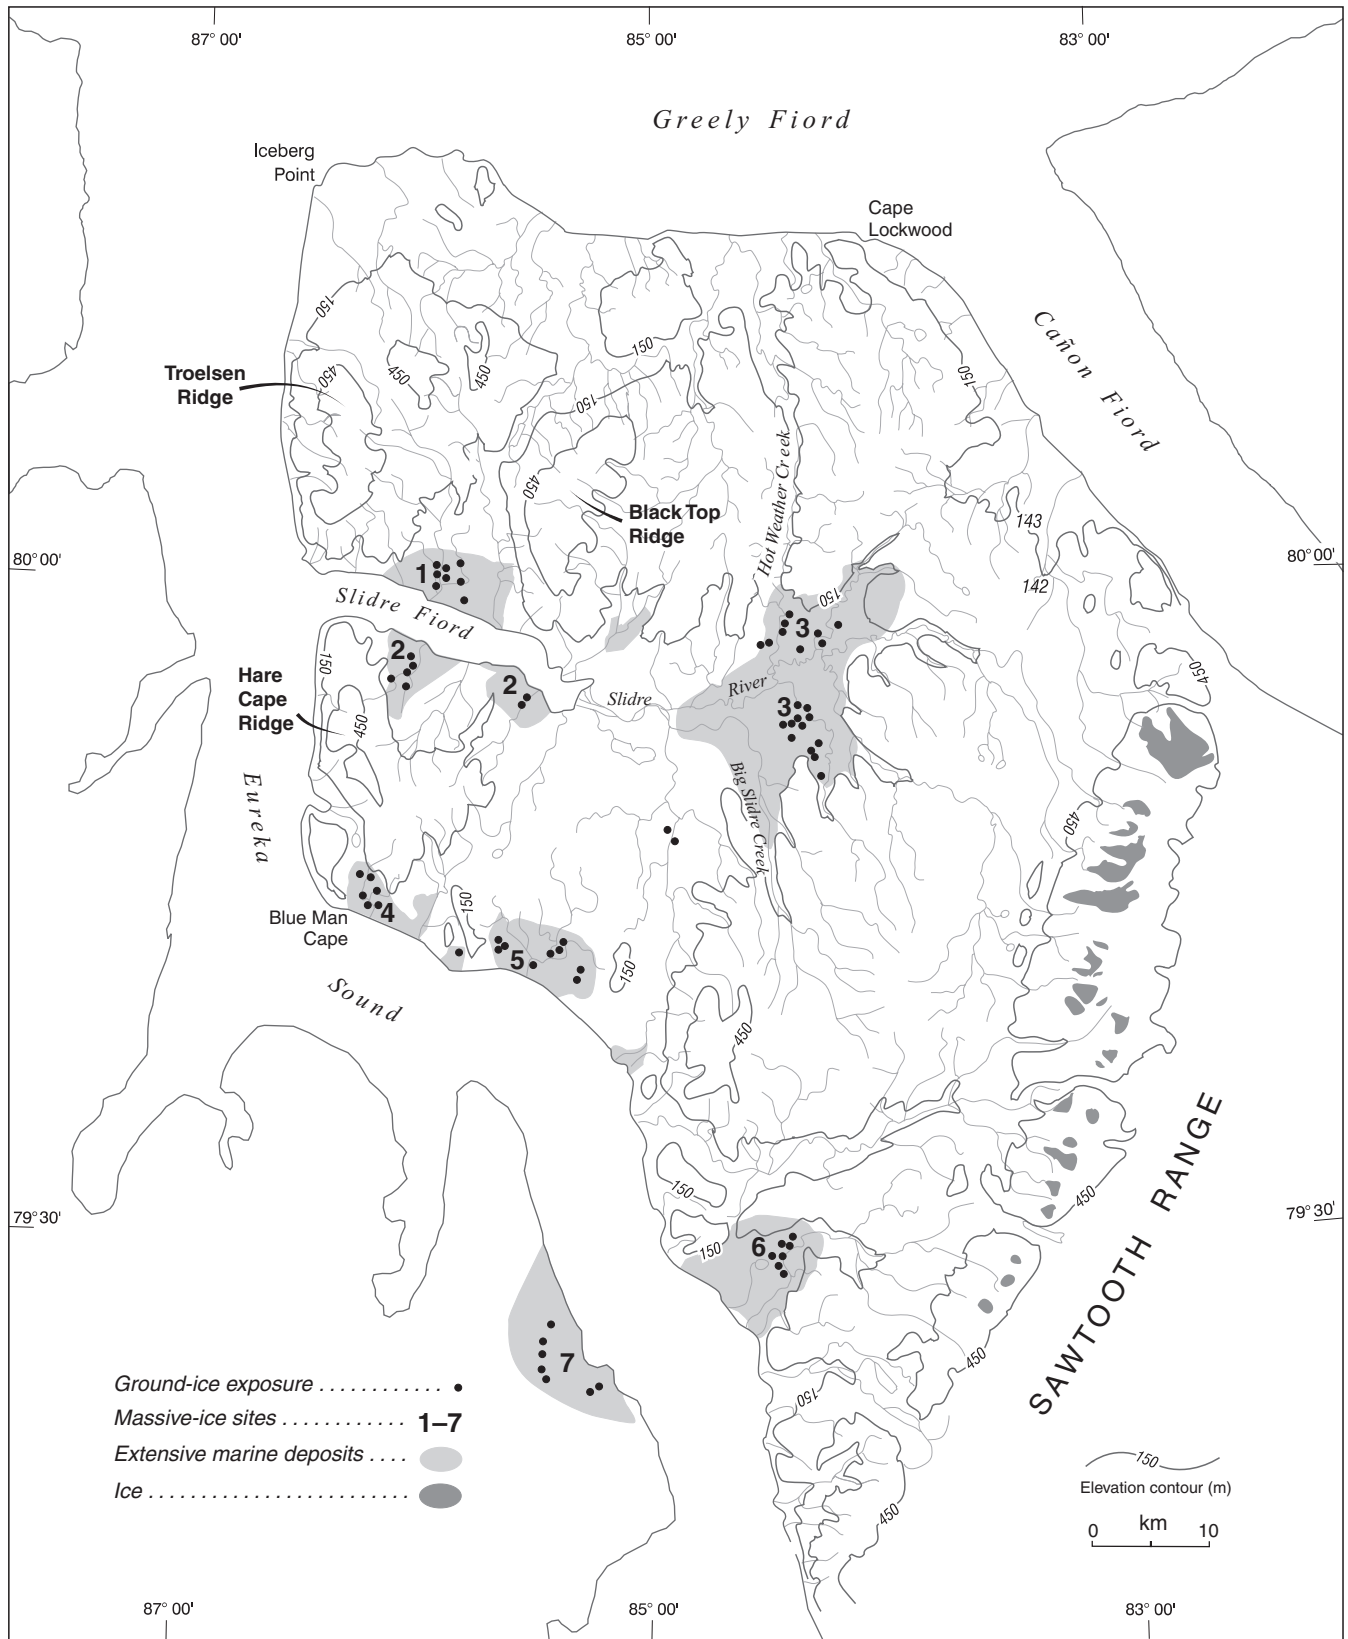 87° 00'
85° 00'
83° 00'
Greely Fiord
Iceberg
Point
Cape
Lockwood
Cañon Fiord
150
150
150
150
450
450
450
Troelsen
Ridge
150
450
Hot Weather Creek
Black Top
Ridge
143
142
80° 00'
80° 00'
1
Slidre Fiord
150
3
2
2
150
450
Hare
Cape
Ridge
450
River
Slidre
3
Eureka
Big Slidre Creek
450
4
150
Blue Man
Cape
5
150
Sound
450
150
450
79° 30'
79° 30'
150
6
SAWTOOTH RANGE
450
7
150
450
Ground-ice exposure
Massive-ice sites 1–7
Extensive marine deposits
Ice
150
Elevation contour (m)
km
0 10
87° 00'
85° 00'
83° 00'